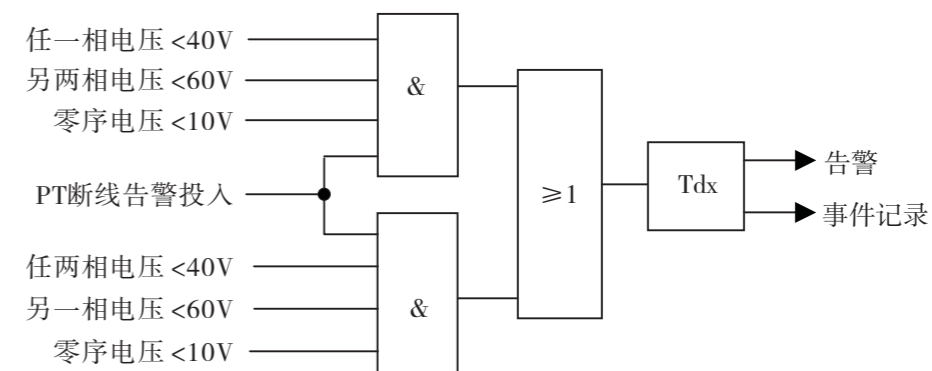 任一相电压<40V
另两相电压<60V
零序电压<10V
&
PT断线告警投入
≥1
Tdx
告警
事件记录
任两相电压<40V
另一相电压<60V
零序电压<10V
&